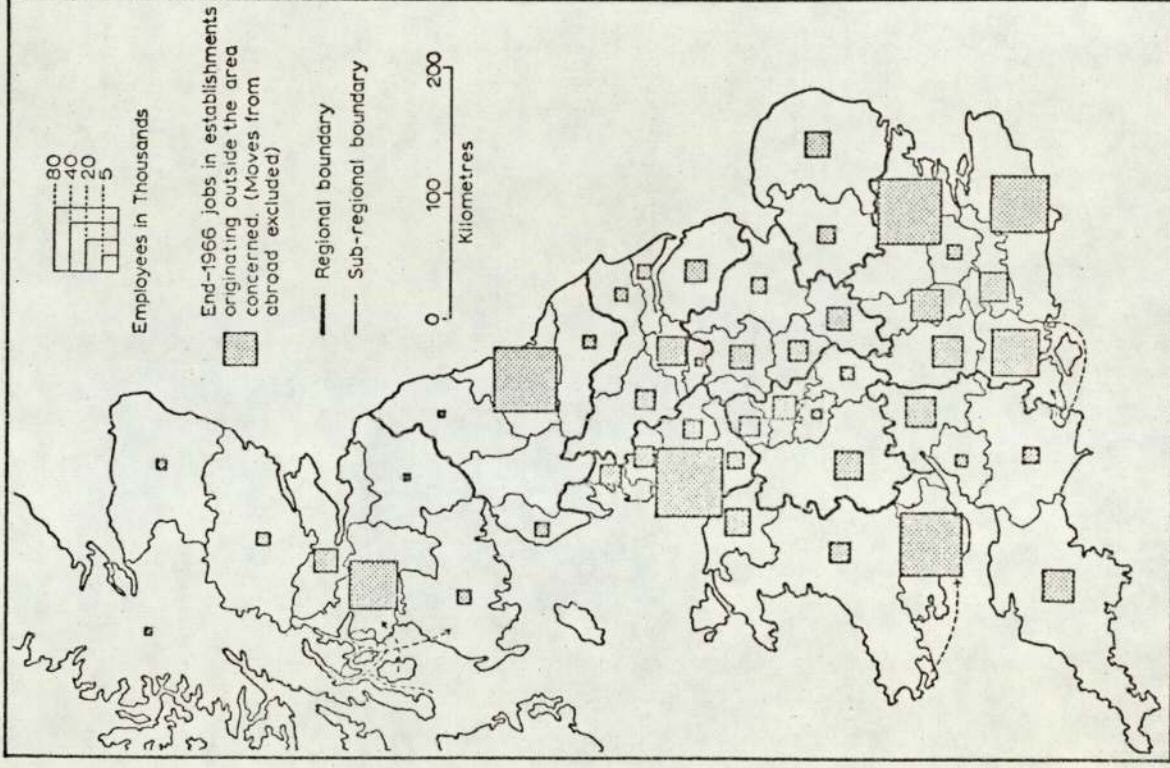 80
40
20
5
Employees in Thousands
End-1966 jobs in establishments
originating outside the area
concerned. (Moves from
abroad excluded)
Regional boundary
Sub-regional boundary
0 100 200
Kilometres